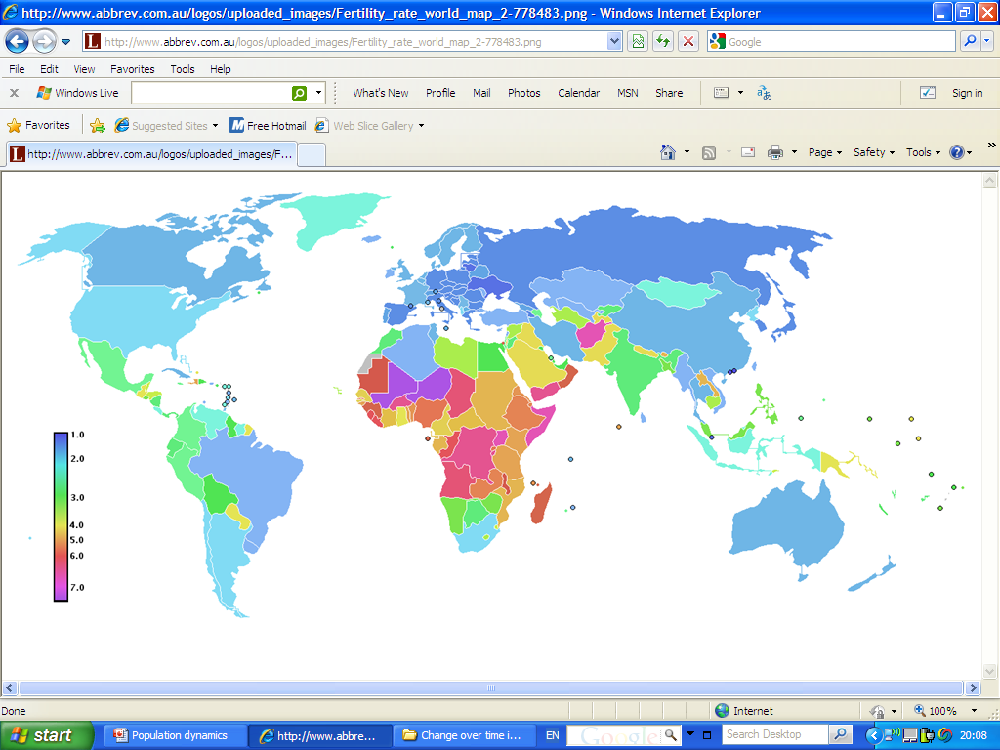 http://www.abbrev.com.au/logos/uploaded_images/Fertility_rate_world_map_2-778483.png - Windows Internet Explorer
http://www.abbrev.com.au/logos/uploaded_images/Fertility_rate_world_map_2-778483.png
Google
File Edit View Favorites Tools Help
Windows Live What's New Profile Mail Photos Calendar MSN Share Sign in
Favorites Suggested Sites Free Hotmail Web Slice Gallery
http://www.abbrev.com.au/logos/uploaded_images/F... Page Safety Tools
1.0
2.0
3.0
4.0
5.0
6.0
7.0
Done Internet 100%
start Population dynamics http://www.abbre... Change over time i... EN Google Search Desktop 20:08